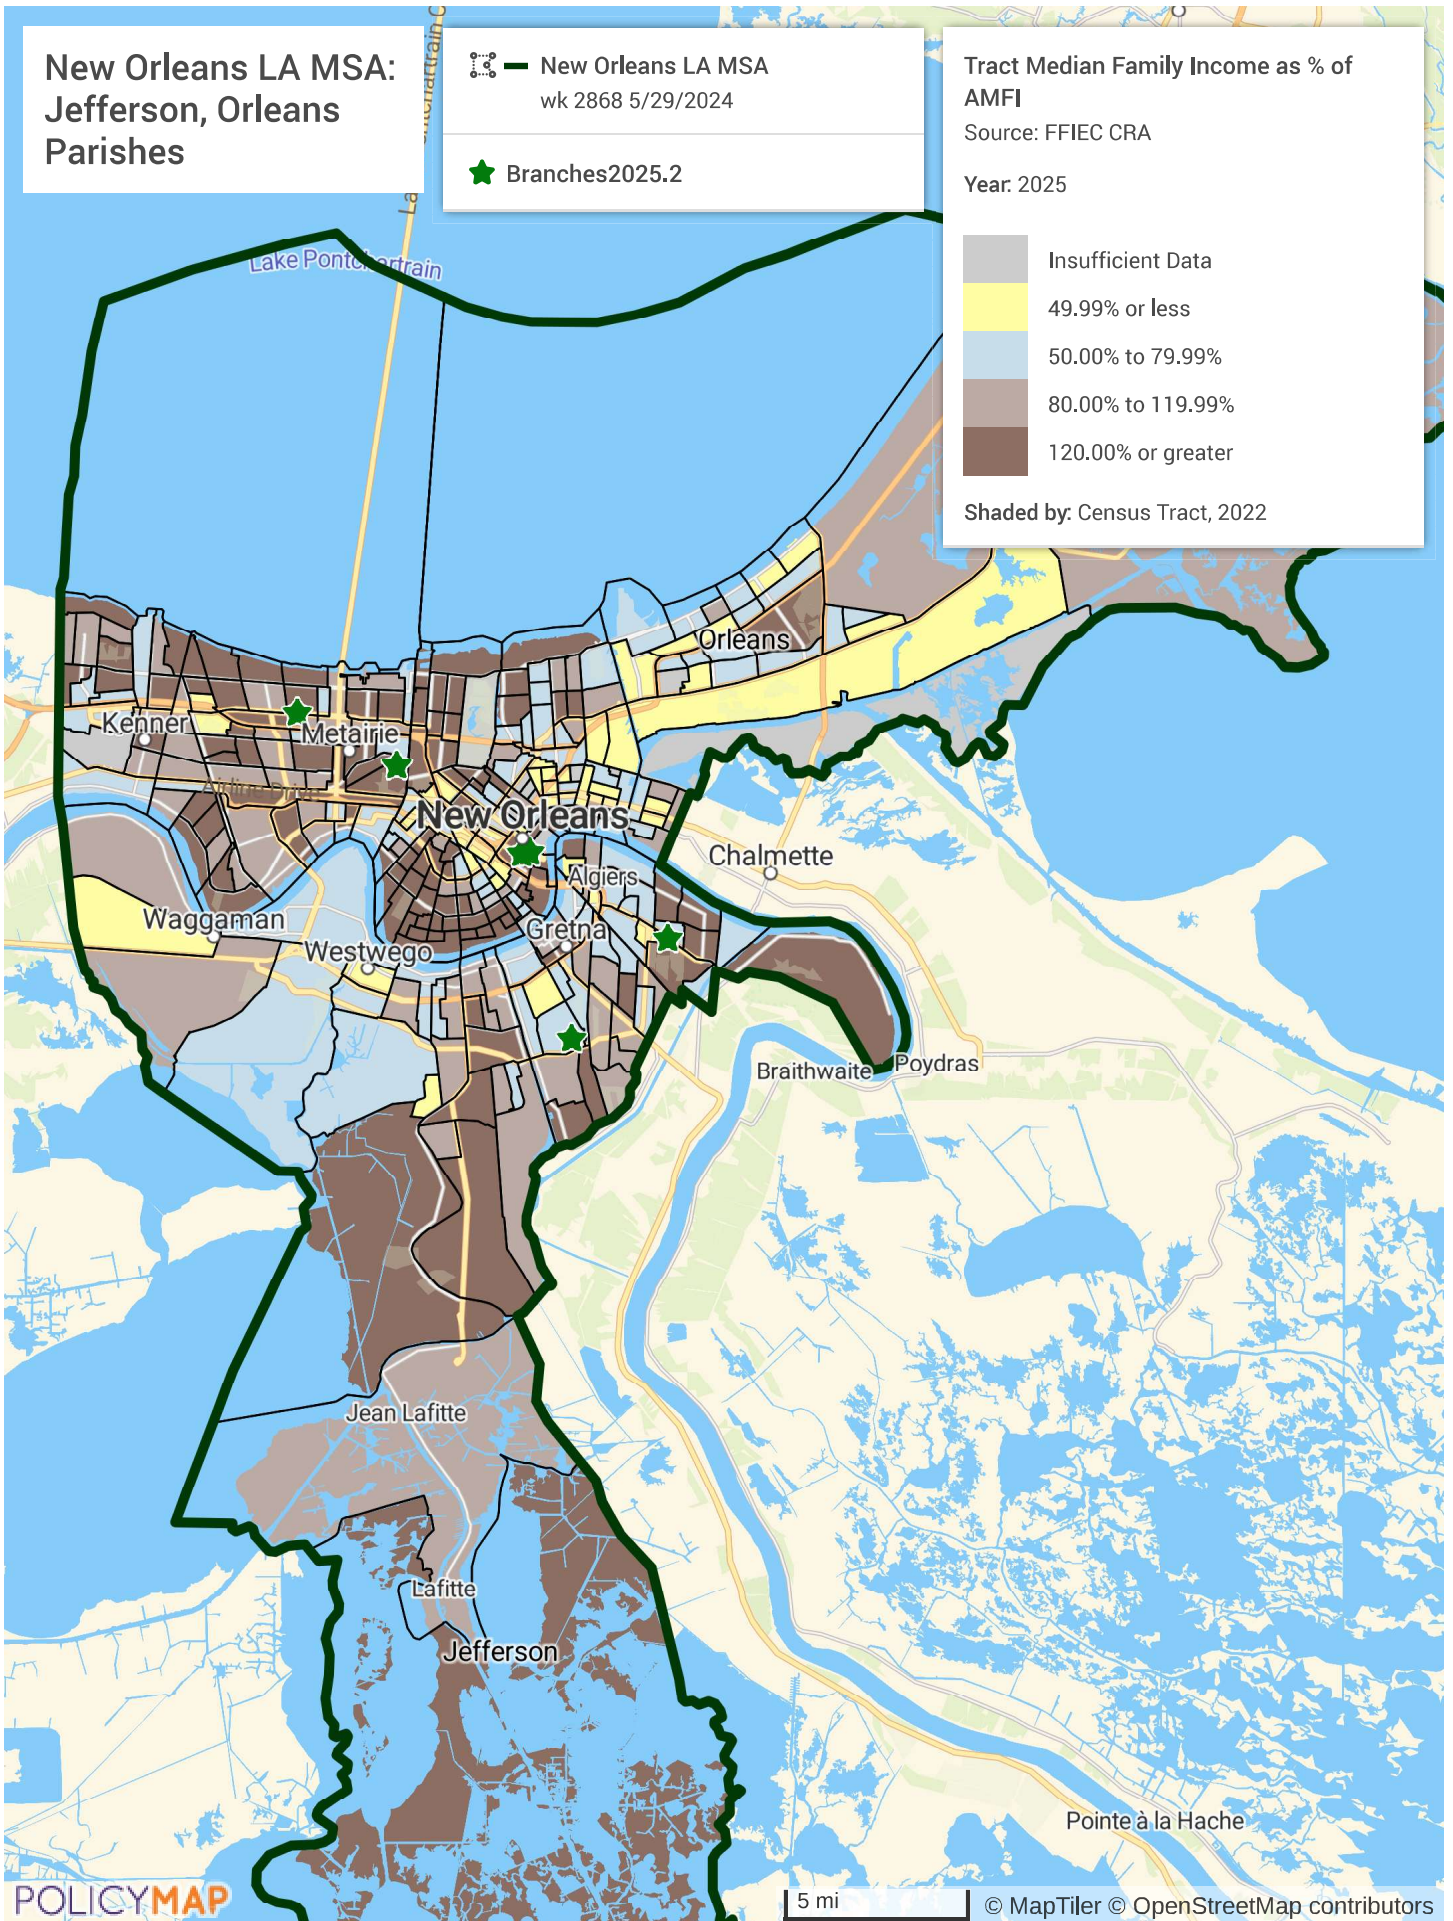 New Orleans LA MSA:
Jefferson, Orleans
Parishes
New Orleans LA MSA
wk 2868 5/29/2024
Branches2025.2
Tract Median Family Income as % of
AMFI
Source: FFIEC CRA
Year: 2025
Insufficient Data
49.99% or less
50.00% to 79.99%
80.00% to 119.99%
120.00% or greater
Shaded by: Census Tract, 2022
Lake Pontchartrain
Orleans
Kenner
Metairie
Airline Drive
New Orleans
Chalmette
Algiers
Waggaman
Gretna
Westwego
Braithwaite
Poydras
Jean Lafitte
Lafitte
Jefferson
Pointe à la Hache
POLICYMAP
5 mi
© MapTiler © OpenStreetMap contributors